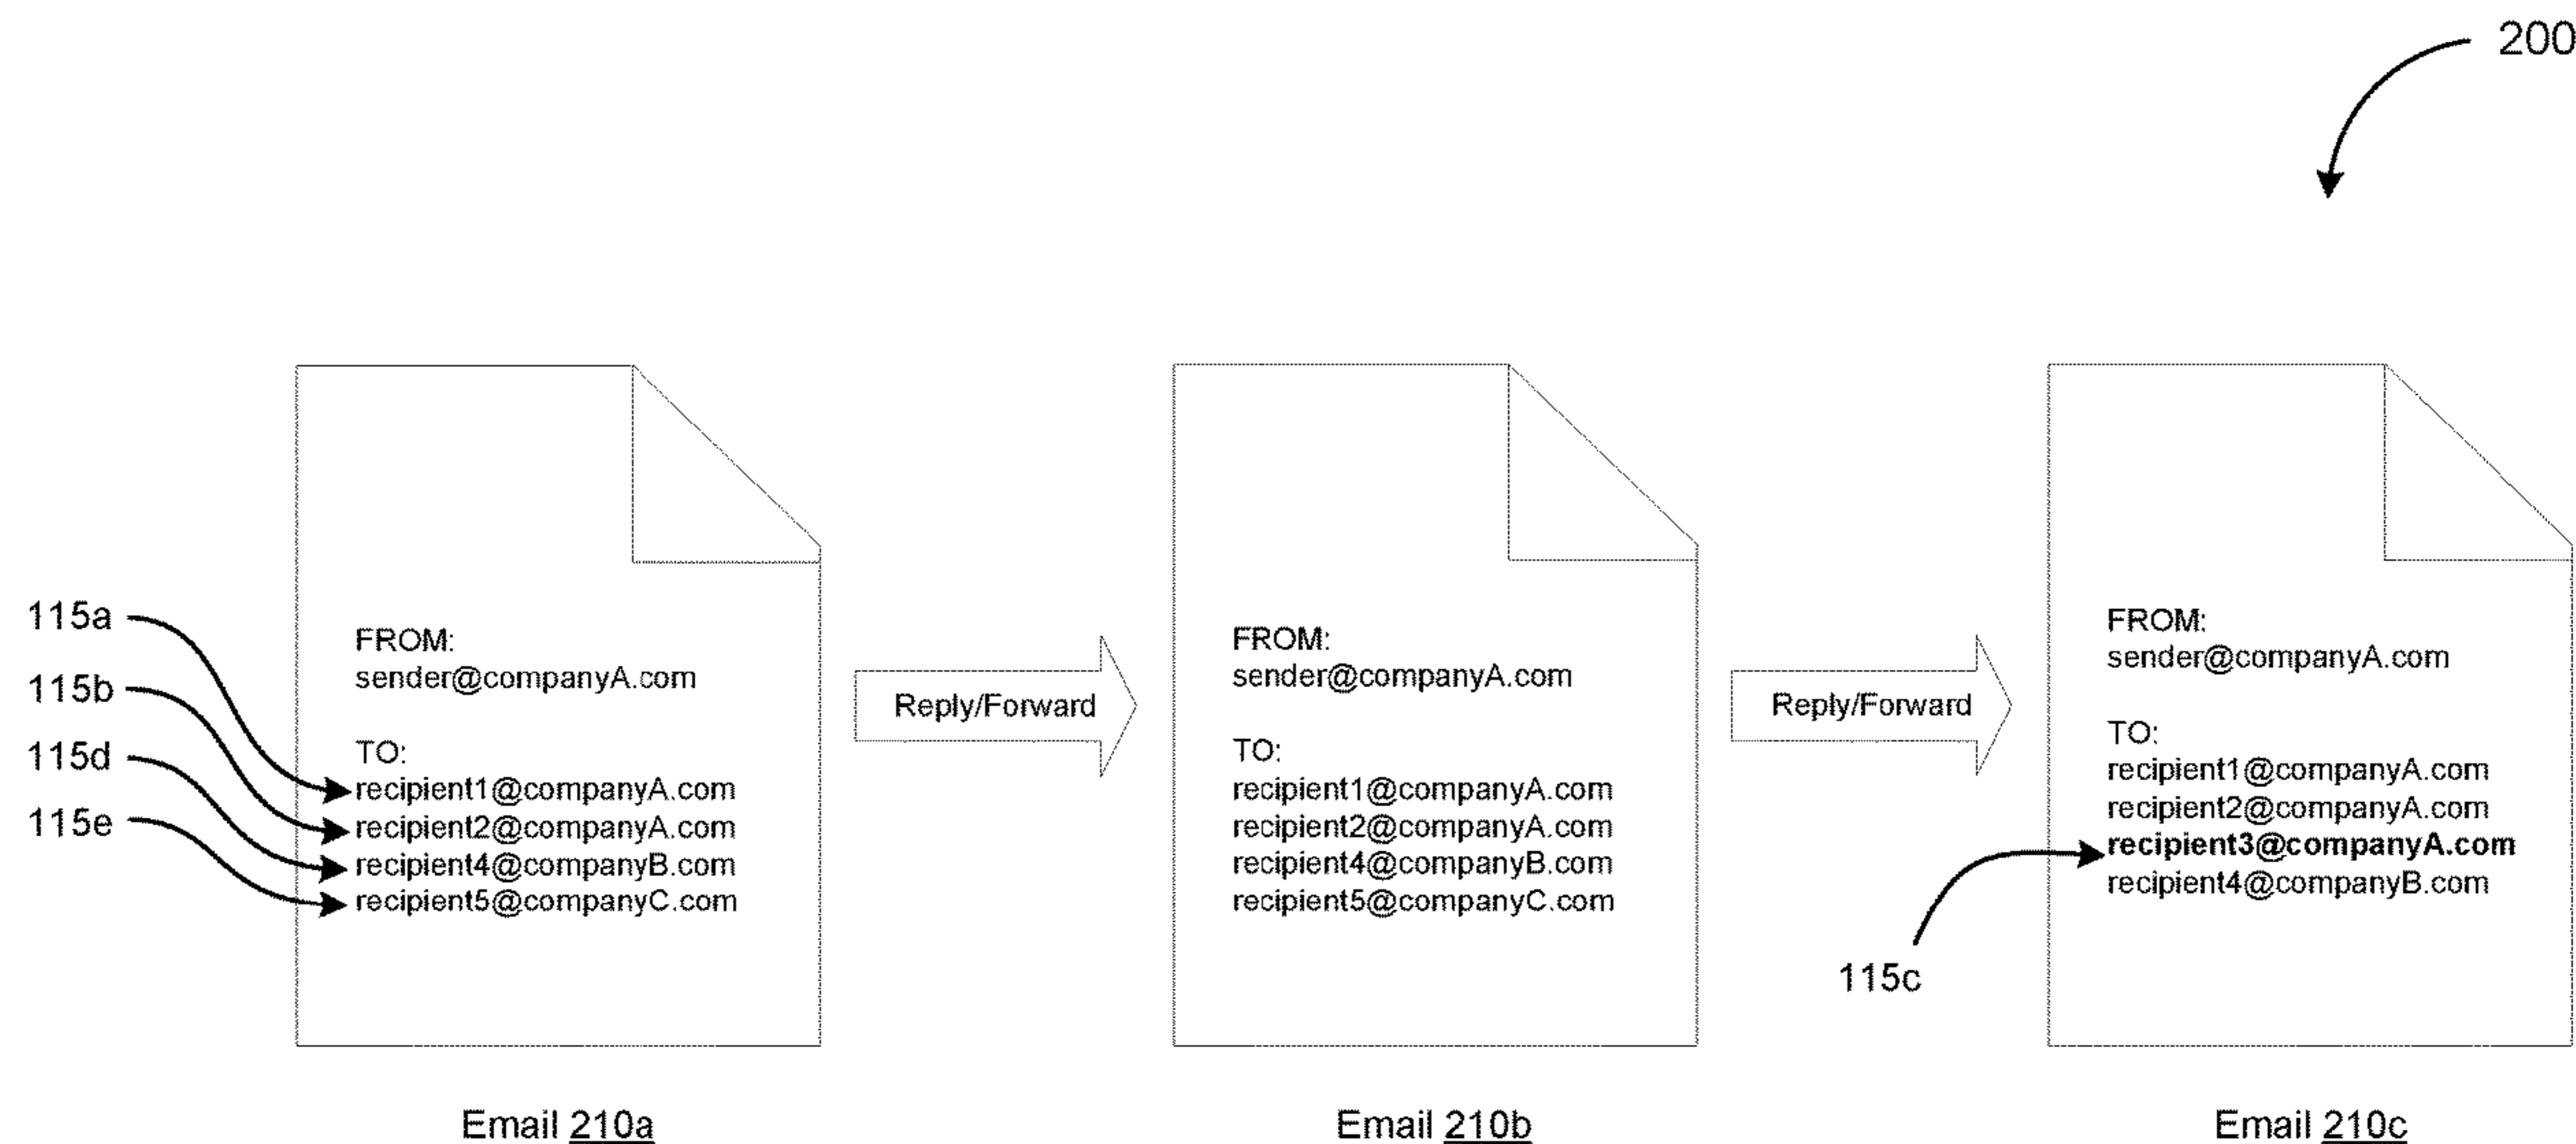 200
115a
115b
115d
115e
FROM:
sender@companyA.com
TO:
recipient1@companyA.com
recipient2@companyA.com
recipient4@companyB.com
recipient5@companyC.com
Email 210a
Reply/Forward
FROM:
sender@companyA.com
TO:
recipient1@companyA.com
recipient2@companyA.com
recipient4@companyB.com
recipient5@companyC.com
Email 210b
Reply/Forward
FROM:
sender@companyA.com
TO:
recipient1@companyA.com
recipient2@companyA.com
recipient3@companyA.com
recipient4@companyB.com
115c
Email 210c